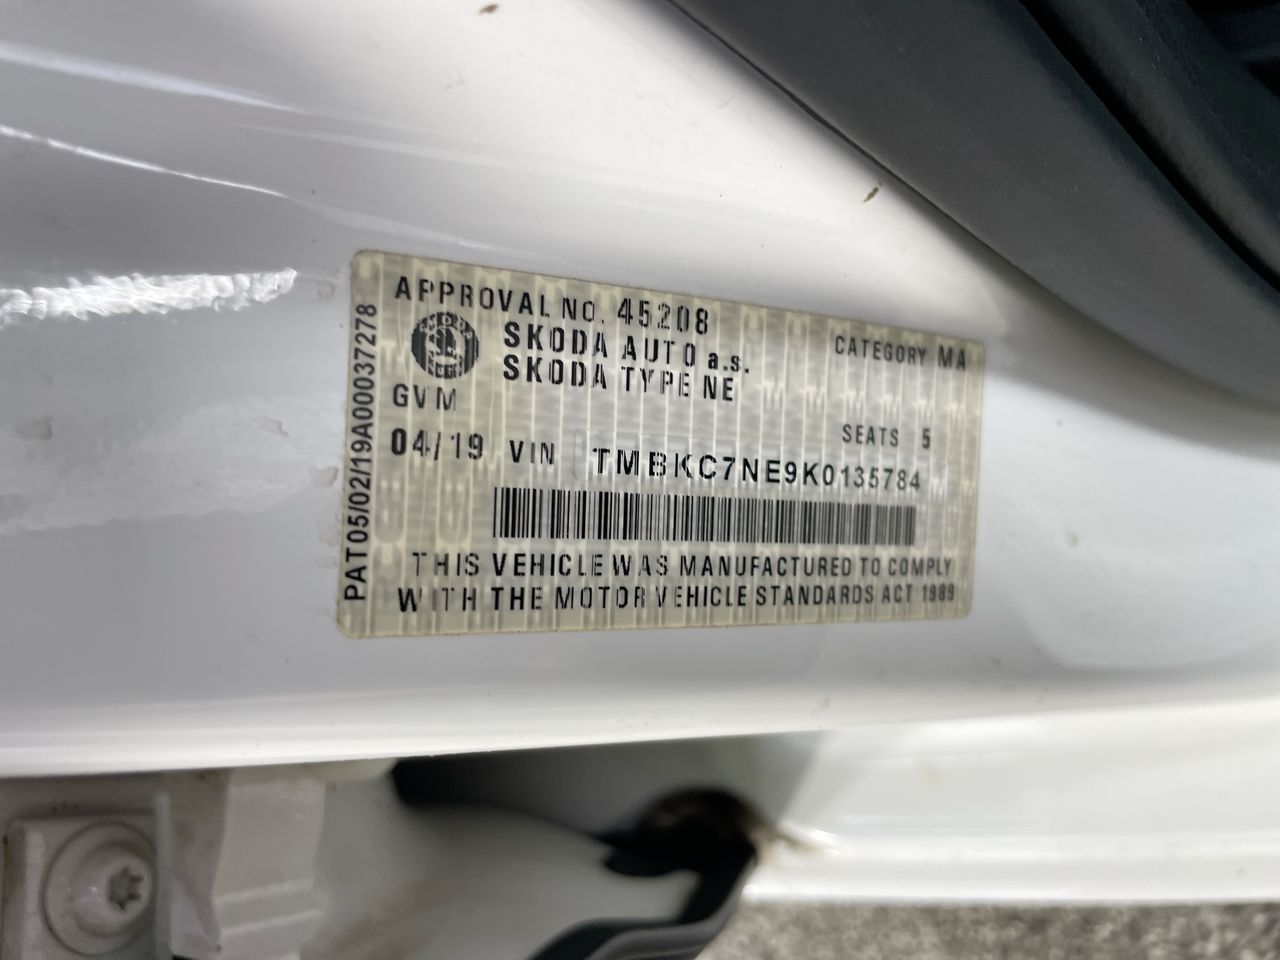 APPROVAL NO. 45208
SKODA AUTO a.s.
CATEGORY MA
SKODA TYPE NE
GVM
SEATS 5
04/19 VIN TMBKC7NE9K0135784
THIS VEHICLE WAS MANUFACTURED TO COMPLY
WITH THE MOTOR VEHICLE STANDARDS ACT 1989
PAT05/02/19A00037278